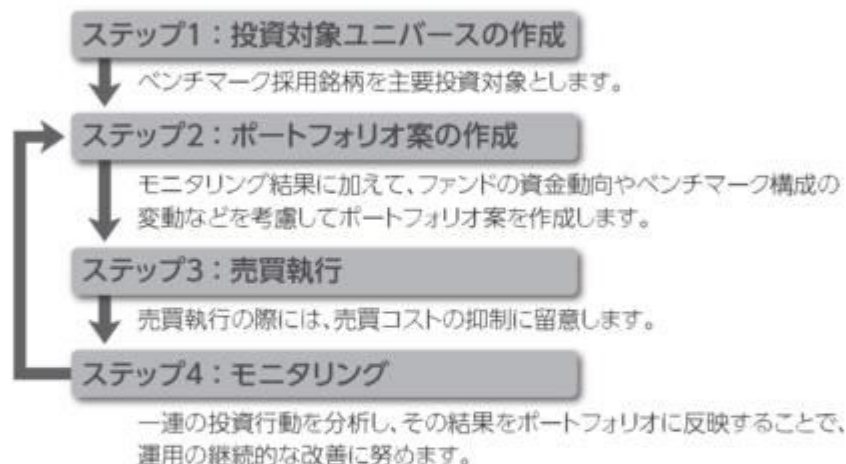 ステップ1：投資対象ユニバースの作成
ベンチマーク採用銘柄を主要投資対象とします。
ステップ2：ポートフォリオ案の作成
モニタリング結果に加えて、ファンドの資金動向やベンチマーク構成の
変動などを考慮してポートフォリオ案を作成します。
ステップ3：売買執行
売買執行の際には、売買コストの抑制に留意します。
ステップ4：モニタリング
一連の投資行動を分析し、その結果をポートフォリオに反映することで、
運用の継続的な改善に努めます。